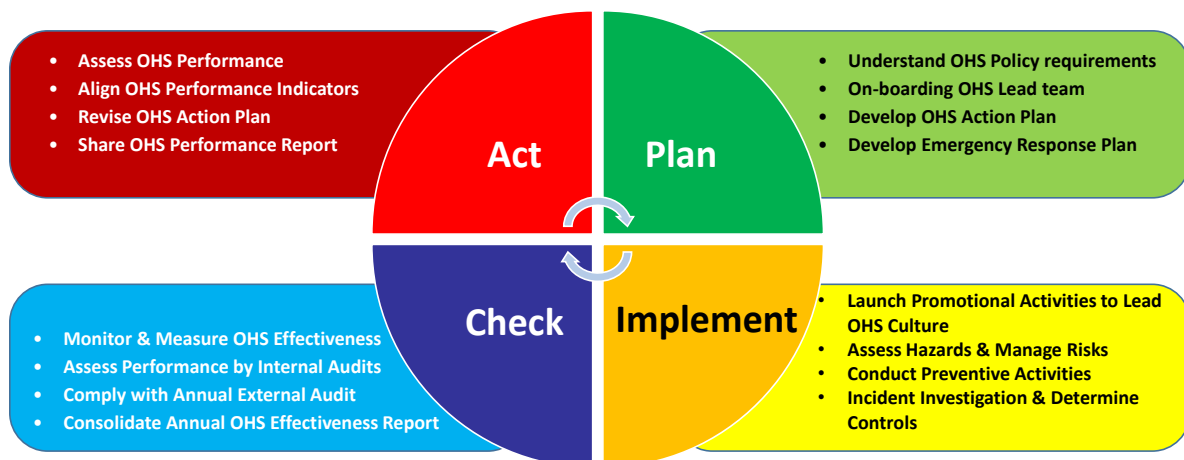 • Assess OHS Performance
• Align OHS Performance Indicators
• Revise OHS Action Plan
• Share OHS Performance Report
Act
Plan
• Understand OHS Policy requirements
• On-boarding OHS Lead team
• Develop OHS Action Plan
• Develop Emergency Response Plan
• Monitor & Measure OHS Effectiveness
• Assess Performance by Internal Audits
• Comply with Annual External Audit
• Consolidate Annual OHS Effectiveness Report
Check
Implement
• Launch Promotional Activities to Lead
OHS Culture
• Assess Hazards & Manage Risks
• Conduct Preventive Activities
• Incident Investigation & Determine
Controls